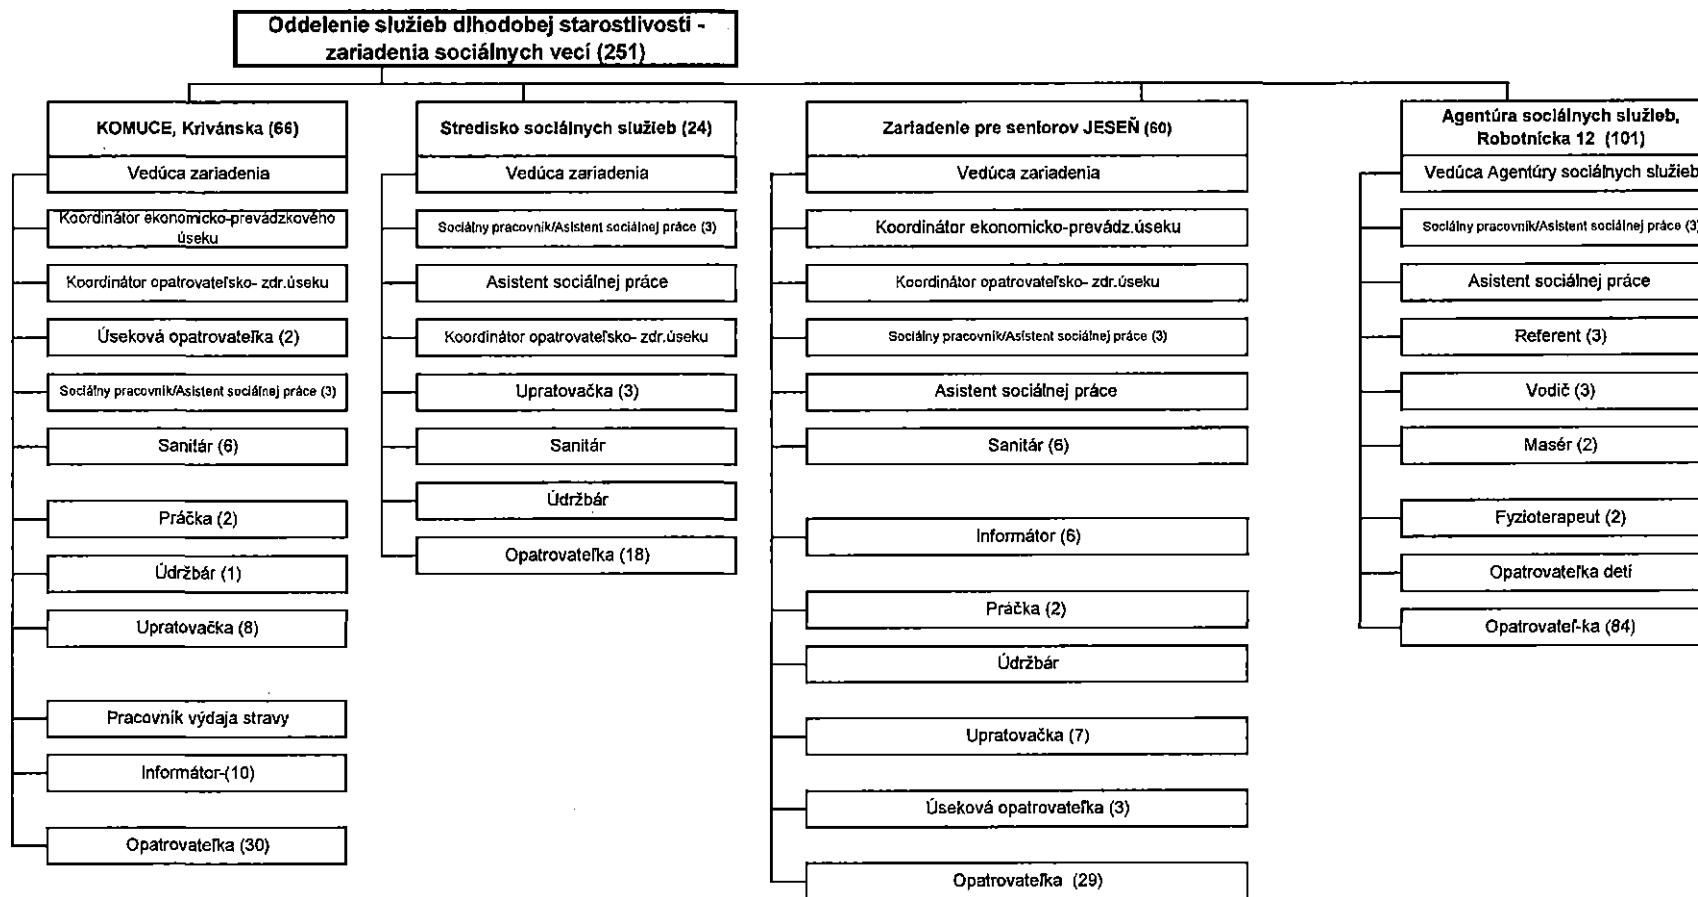 Oddelenie služieb dlhodobej starostlivosti -
zariadenia sociálnych vecí (251)
KOMUCE, Krivánska (66)
Vedúca zariadenia
Koordinátor ekonomicko-prevádzkového
úseku
Koordinátor opatrovateľsko- zdr.úseku
Úseková opatrovateľka (2)
Sociálny pracovník/Asistent sociálnej práce (3)
Sanitár (6)
Práčka (2)
Údržbár (1)
Upratovačka (8)
Pracovník výdaja stravy
Informátor-(10)
Opatrovateľka (30)
Stredisko sociálnych služieb (24)
Vedúca zariadenia
Sociálny pracovník/Asistent sociálnej práce (3)
Asistent sociálnej práce
Koordinátor opatrovateľsko- zdr.úseku
Upratovačka (3)
Sanitár
Údržbár
Opatrovateľka (18)
Zariadenie pre seniorov JESEŇ (60)
Vedúca zariadenia
Koordinátor ekonomicko-prevádz.úseku
Koordinátor opatrovateľsko- zdr.úseku
Sociálny pracovník/Asistent sociálnej práce (3)
Asistent sociálnej práce
Sanitár (6)
Informátor (6)
Práčka (2)
Údržbár
Upratovačka (7)
Úseková opatrovateľka (3)
Opatrovateľka (29)
Agentúra sociálnych služieb,
Robotnícka 12 (101)
Vedúca Agentúry sociálnych služieb
Sociálny pracovník/Asistent sociálnej práce (3)
Asistent sociálnej práce
Referent (3)
Vodič (3)
Masér (2)
Fyzioterapeut (2)
Opatrovateľka detí
Opatrovateľ-ka (84)